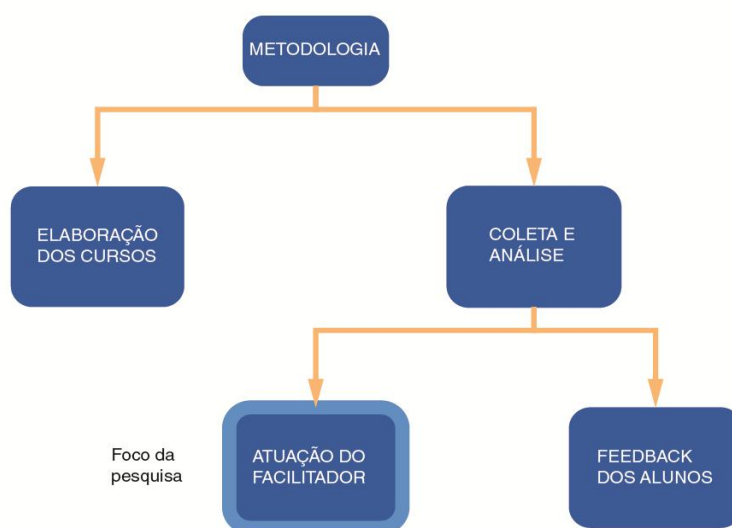 METODOLOGIA
ELABORAÇÃO
DOS CURSOS
COLETA E
ANÁLISE
Foco da
pesquisa
ATUAÇÃO DO
FACILITADOR
FEEDBACK
DOS ALUNOS